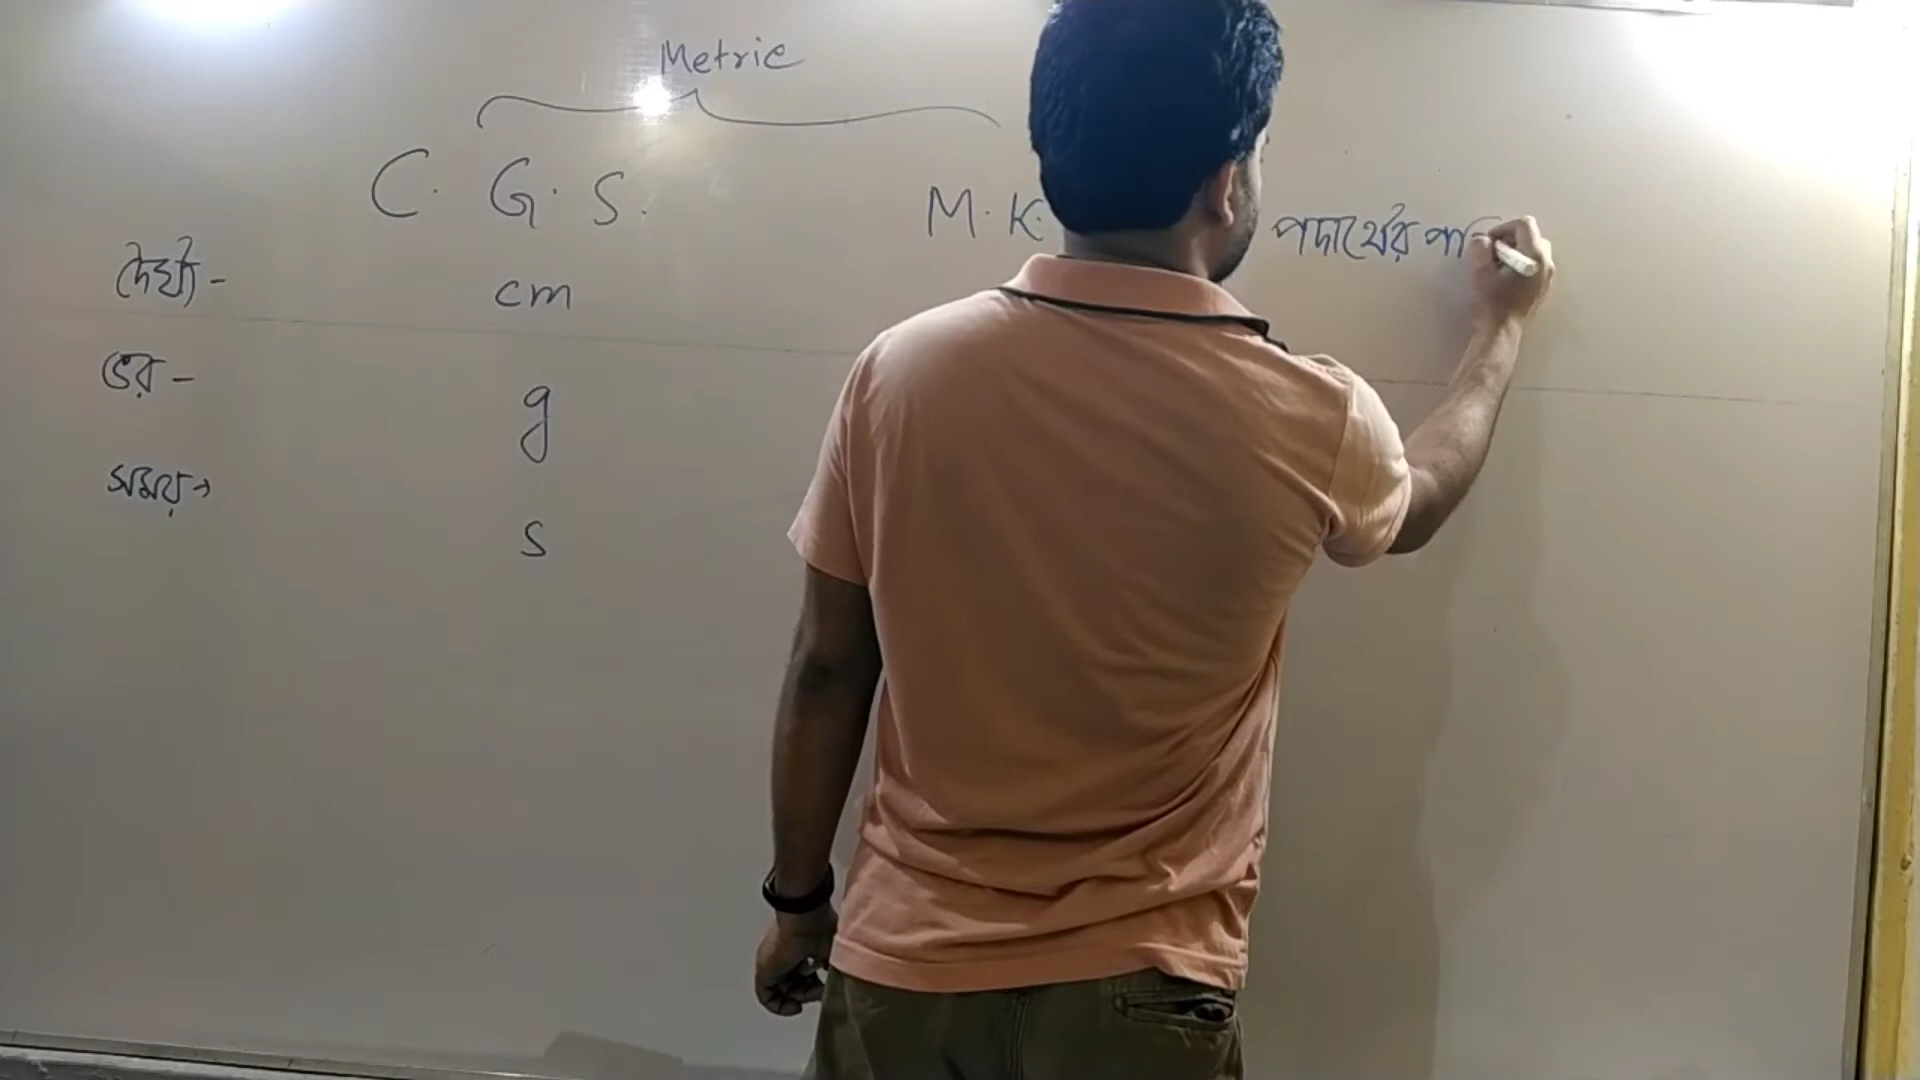 Metric
C. G. S. M. K. পদার্থের
দৈর্ঘ্য - cm
ভর - g
সময় → s